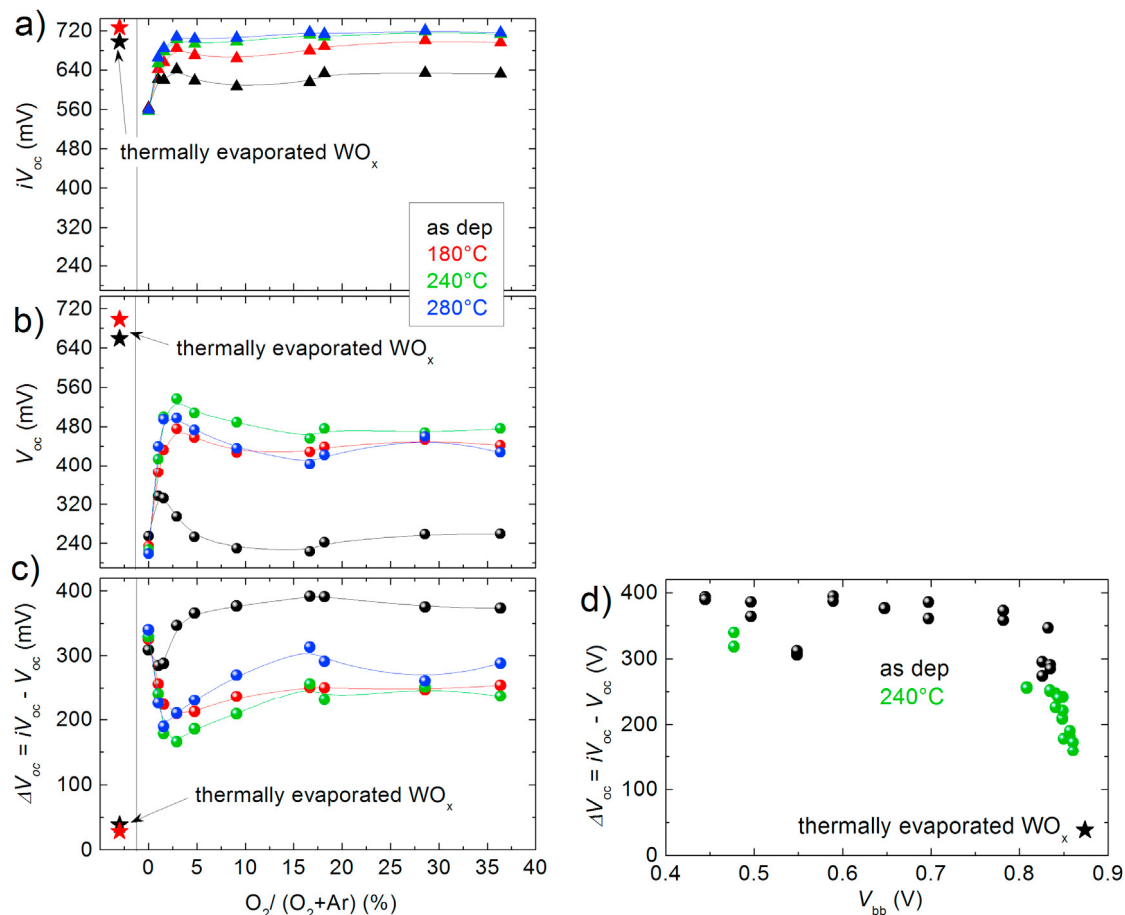 a)
720
640
560
480
400
320
240
iV_oc (mV)
thermally evaporated WO_x
as dep
180°C
240°C
280°C
b)
720
640
560
480
400
320
240
V_oc (mV)
thermally evaporated WO_x
c)
400
300
200
100
0
ΔV_oc = iV_oc - V_oc (mV)
thermally evaporated WO_x
0 5 10 15 20 25 30 35 40
O_2/ (O_2+Ar) (%)
d)
400
300
200
100
0
ΔV_oc = iV_oc - V_oc (V)
as dep
240°C
thermally evaporated WO_x
0.4 0.5 0.6 0.7 0.8 0.9
V_bb (V)